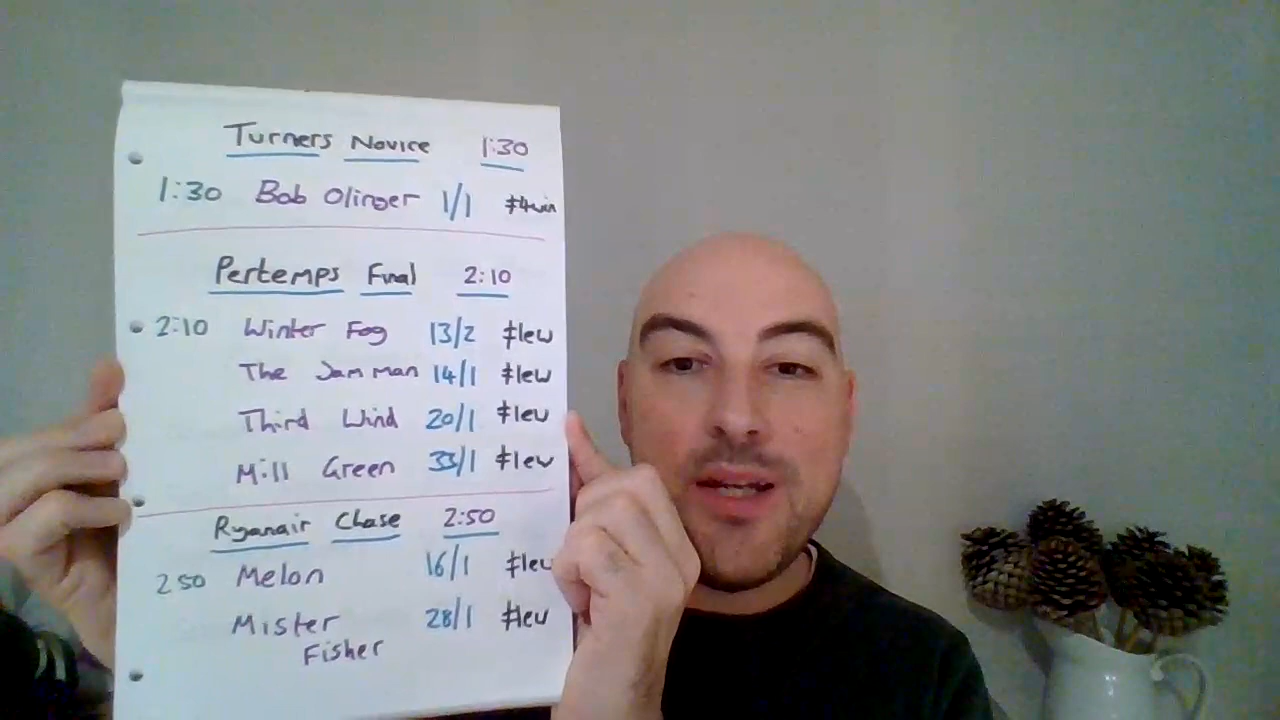 Turners Novice 1:30
1:30 Bob Olinger 1/1 #4win
Pertemps Final 2:10
2:10 Winter Fog 13/2 #1ew
The Jam man 14/1 #1ew
Third Wind 20/1 #1ew
Mill Green 33/1 #1ew
Ryanair Chase 2:50
2 50 Melon 16/1 #1ew
Mister 28/1 #1ew
Fisher